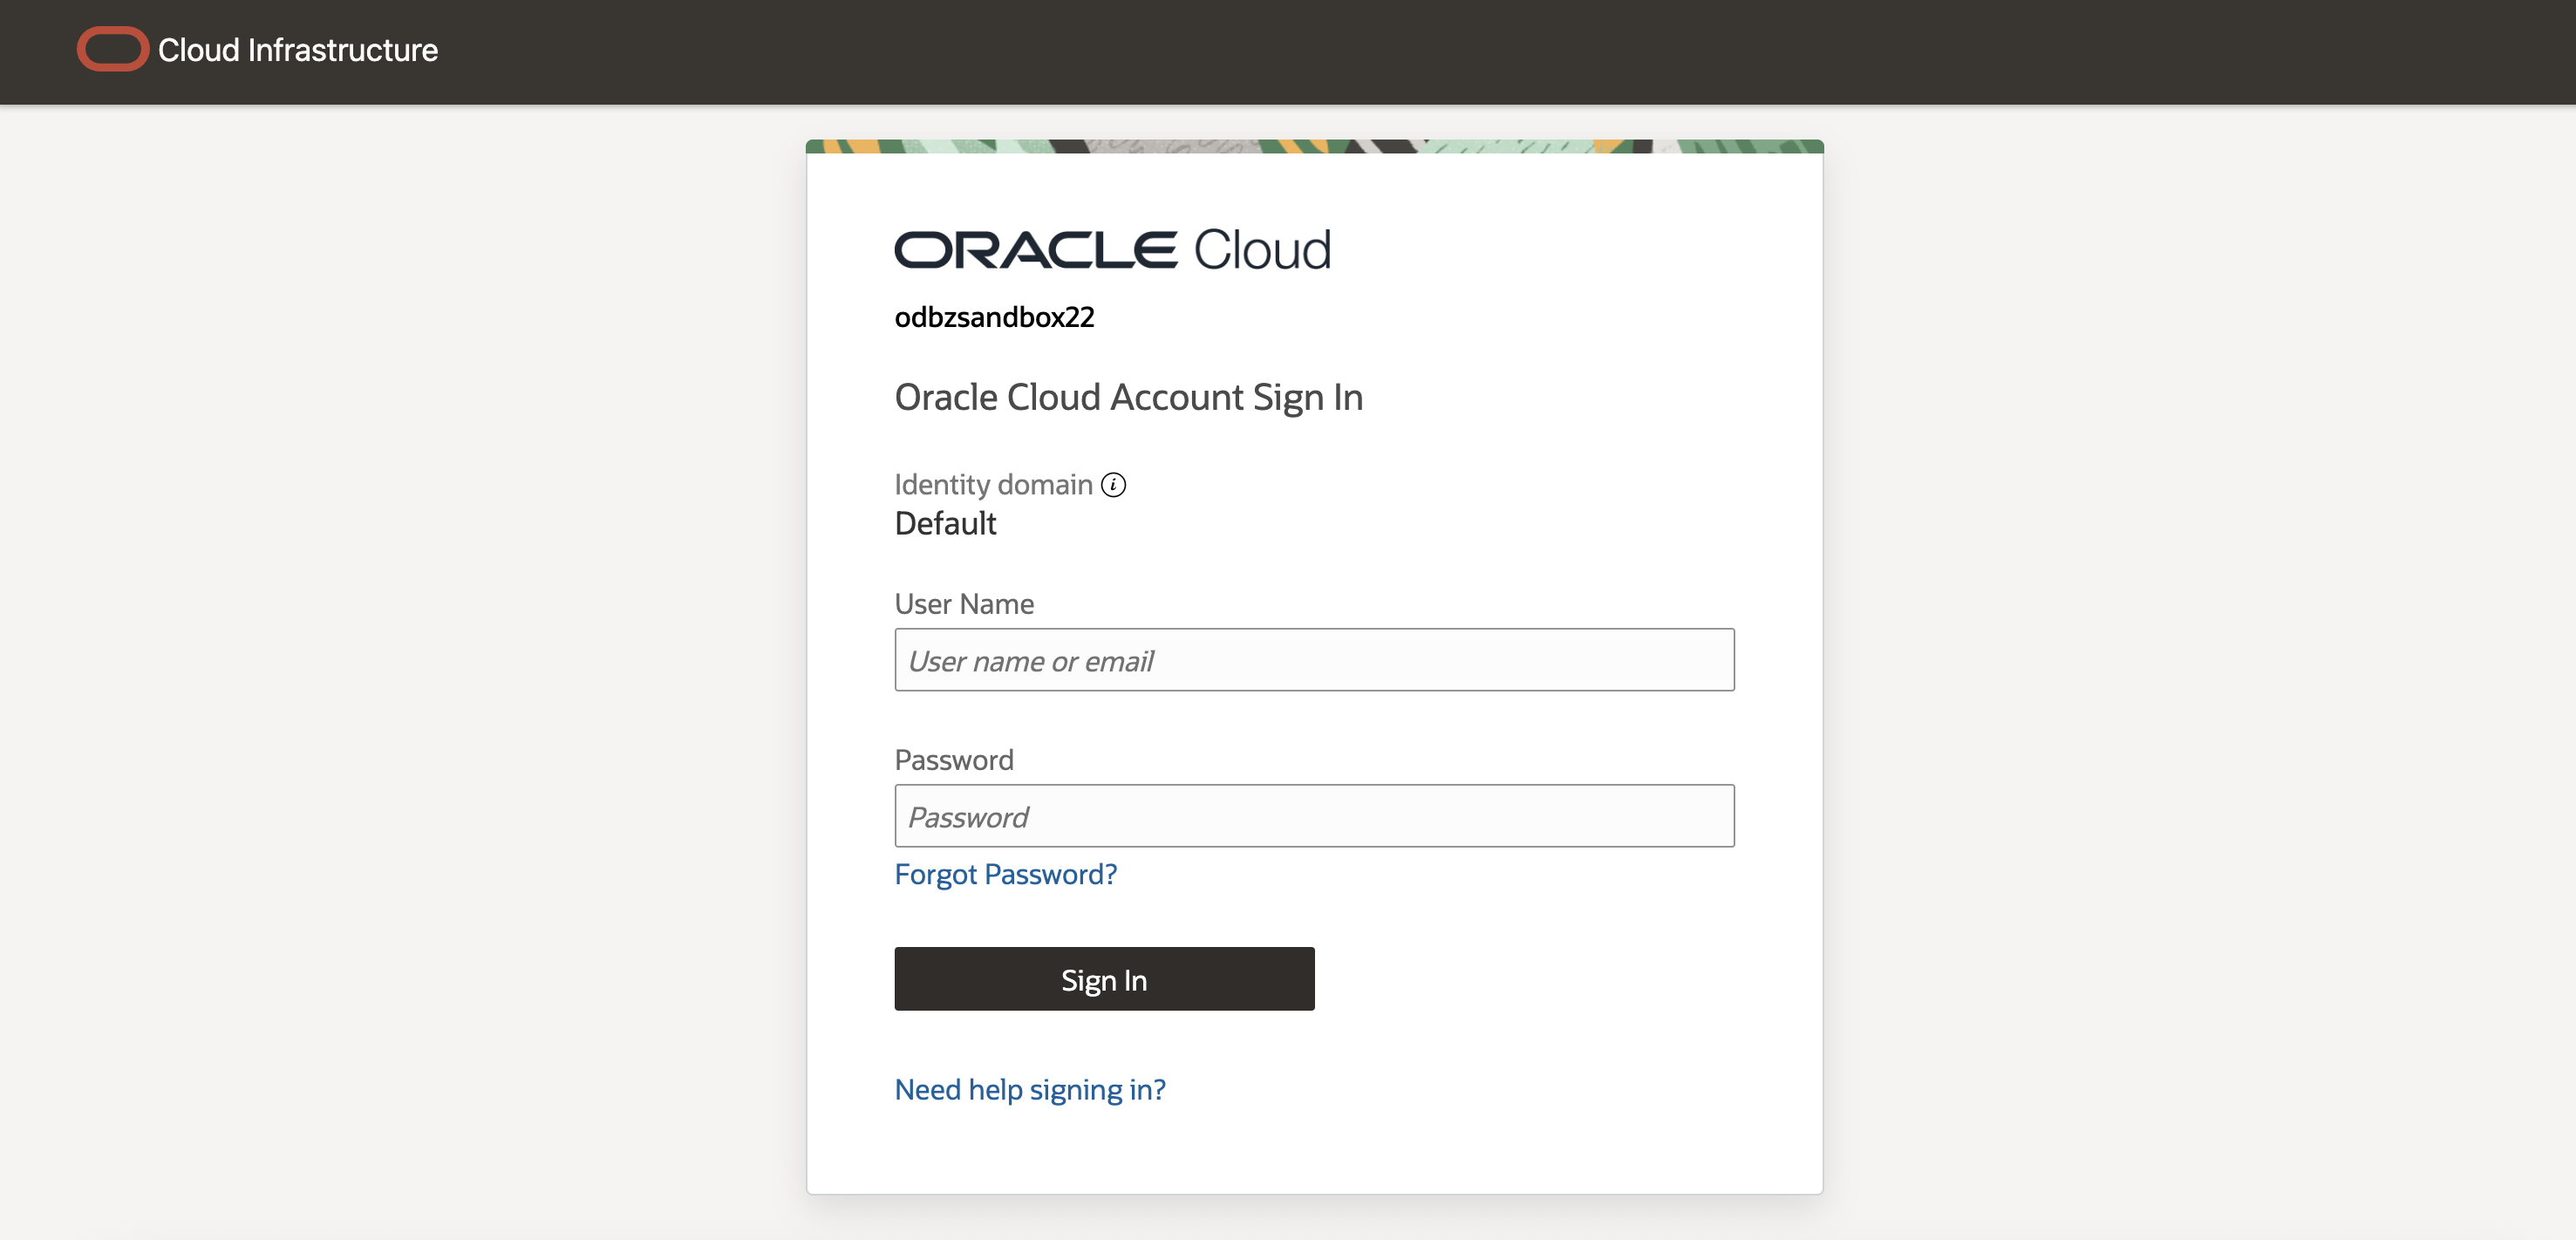 Cloud Infrastructure
ORACLE Cloud
odbzsandbox22
Oracle Cloud Account Sign In
Identity domain i
Default
User Name
User name or email
Password
Password
Forgot Password?
Sign In
Need help signing in?